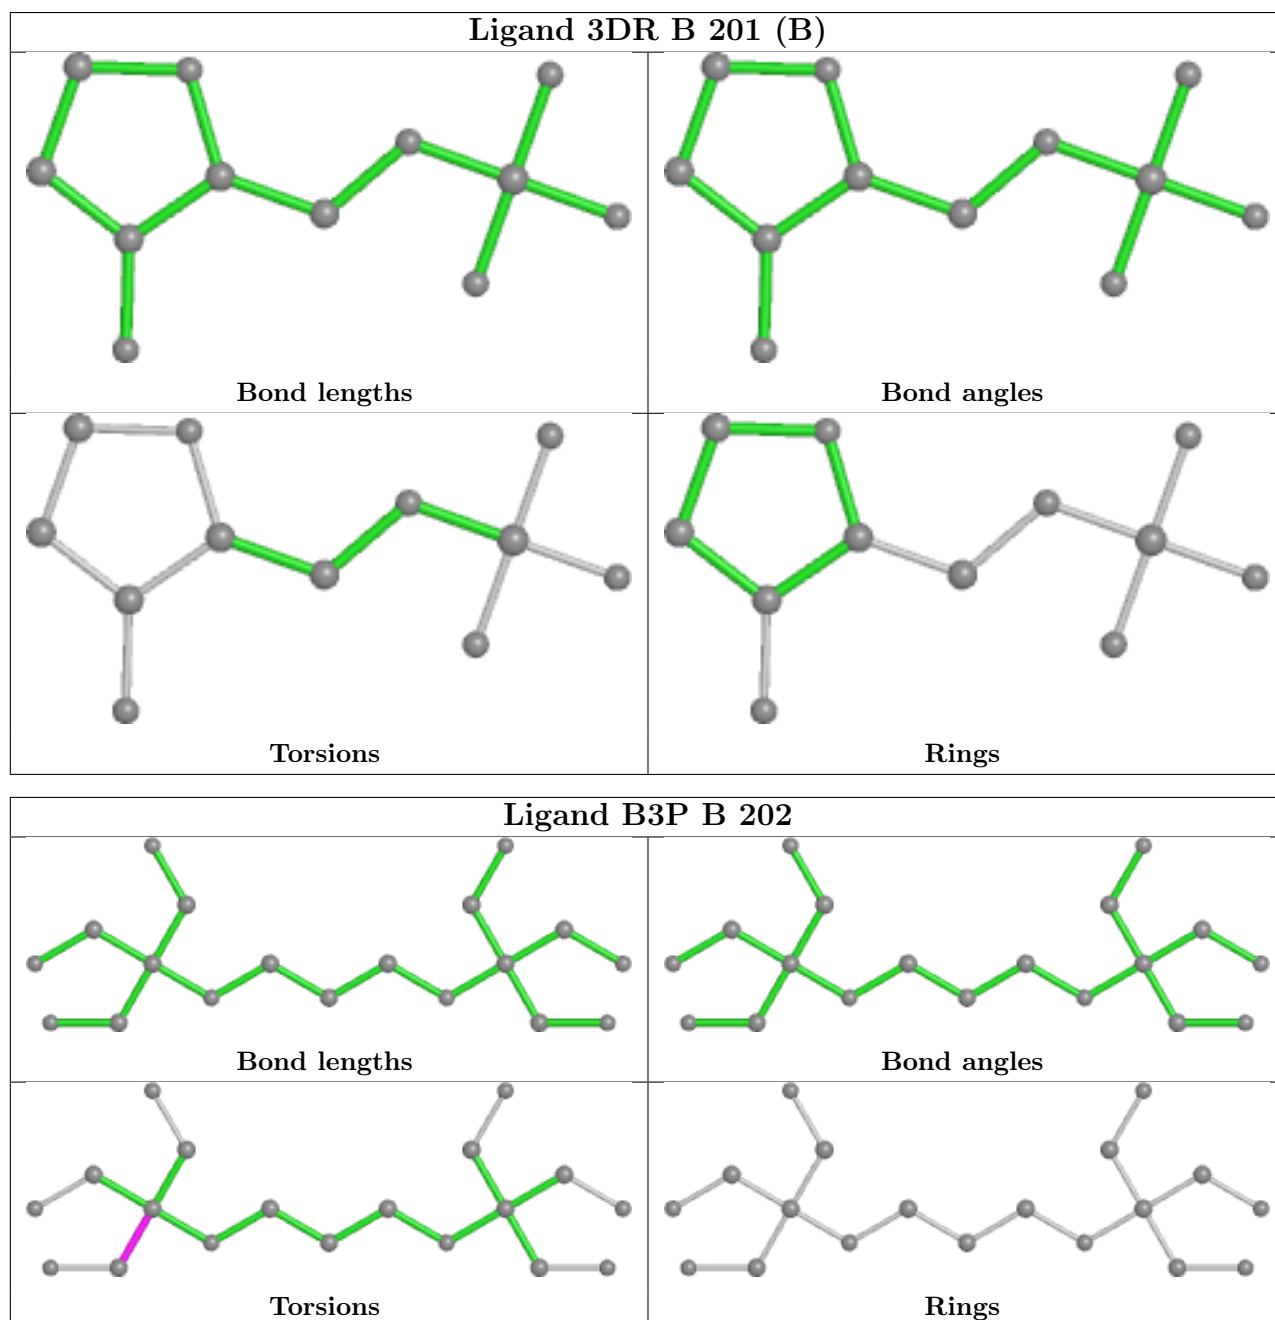 Ligand 3DR B 201 (B)
Bond lengths
Bond angles
Torsions
Rings
Ligand B3P B 202
Bond lengths
Bond angles
Torsions
Rings